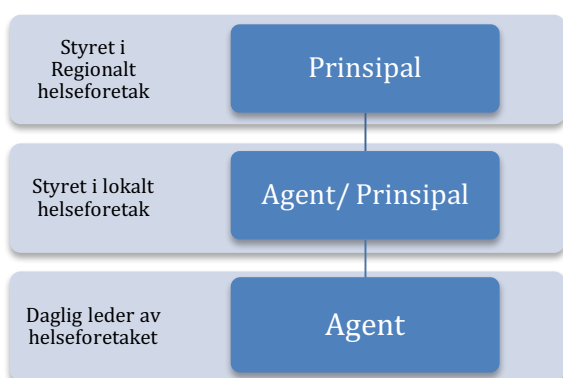 Styret i
Regionalt
helseforetak
Prinsipal
Styret i lokalt
helseforetak
Agent/ Prinsipal
Daglig leder av
helseforetaket
Agent